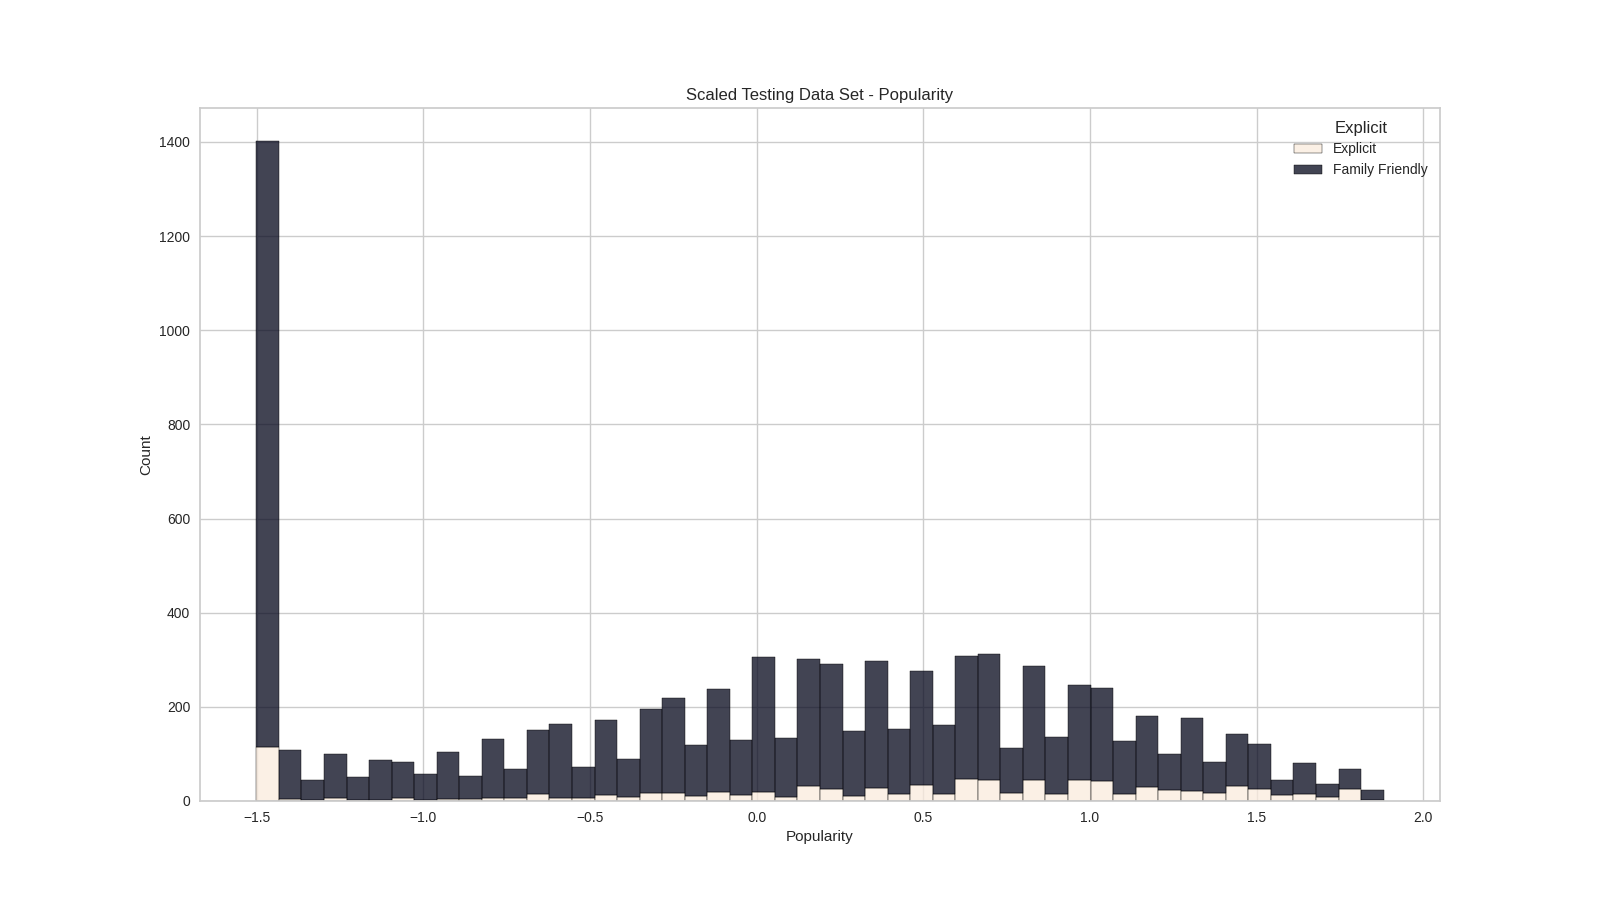 Scaled Testing Data Set - Popularity
Explicit
Explicit
Family Friendly
1400
1200
1000
800
600
400
200
0
Count
−1.5 −1.0 −0.5 0.0 0.5 1.0 1.5 2.0
Popularity